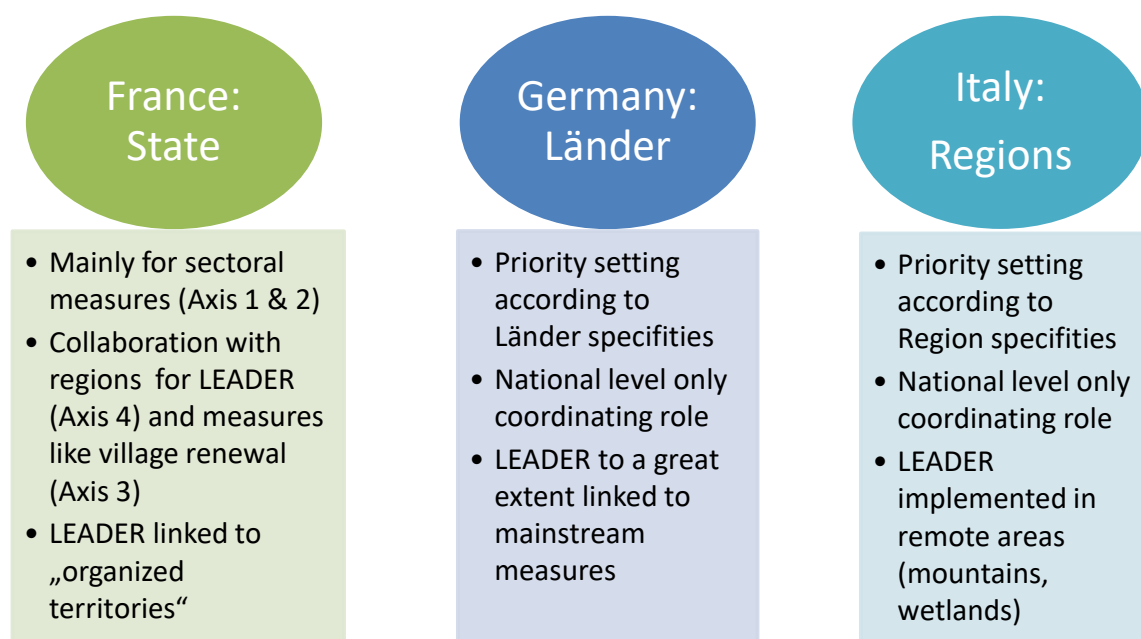 France:
State
• Mainly for sectoral
measures (Axis 1 & 2)
• Collaboration with
regions  for LEADER
(Axis 4) and measures
like village renewal
(Axis 3)
• LEADER linked to
„organized
territories“
Germany:
Länder
• Priority setting
according to
Länder specifities
• National level only
coordinating role
• LEADER to a great
extent linked to
mainstream
measures
Italy:
Regions
• Priority setting
according to
Region specifities
• National level only
coordinating role
• LEADER
implemented in
remote areas
(mountains,
wetlands)